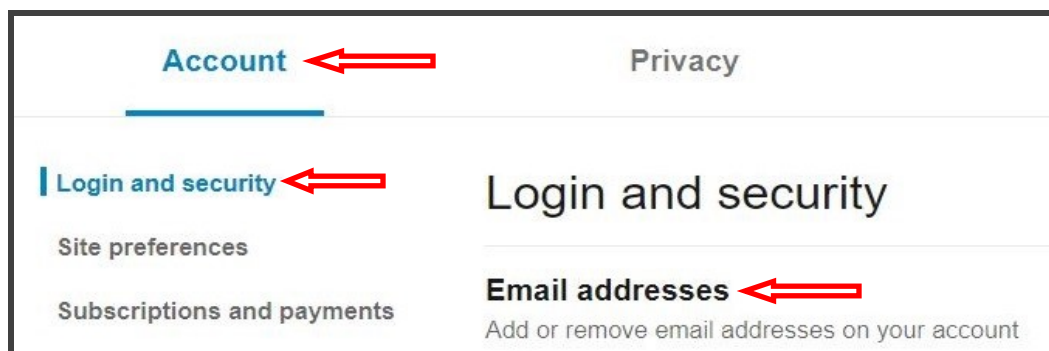 Account
Privacy
Login and security
Site preferences
Subscriptions and payments
Login and security
Email addresses
Add or remove email addresses on your account